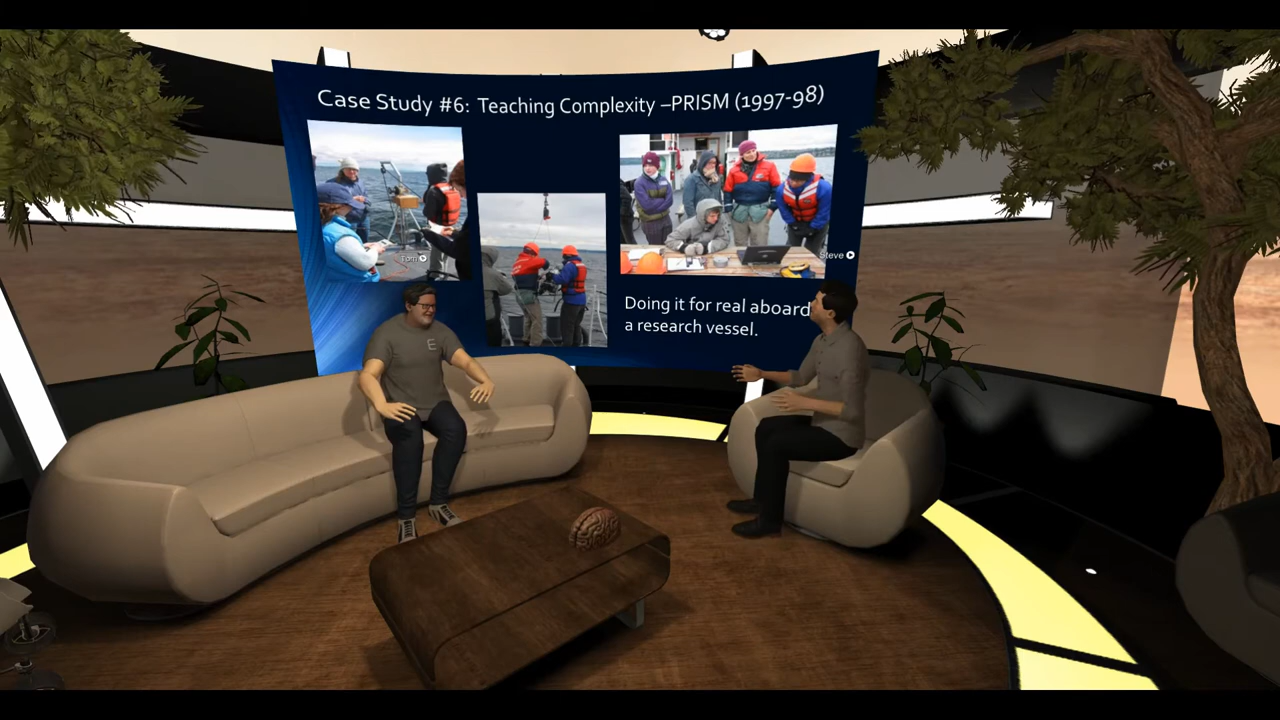 Case Study #6: Teaching Complexity –PRISM (1997-98)
Tom
Steve
Doing it for real aboard
a research vessel.
E